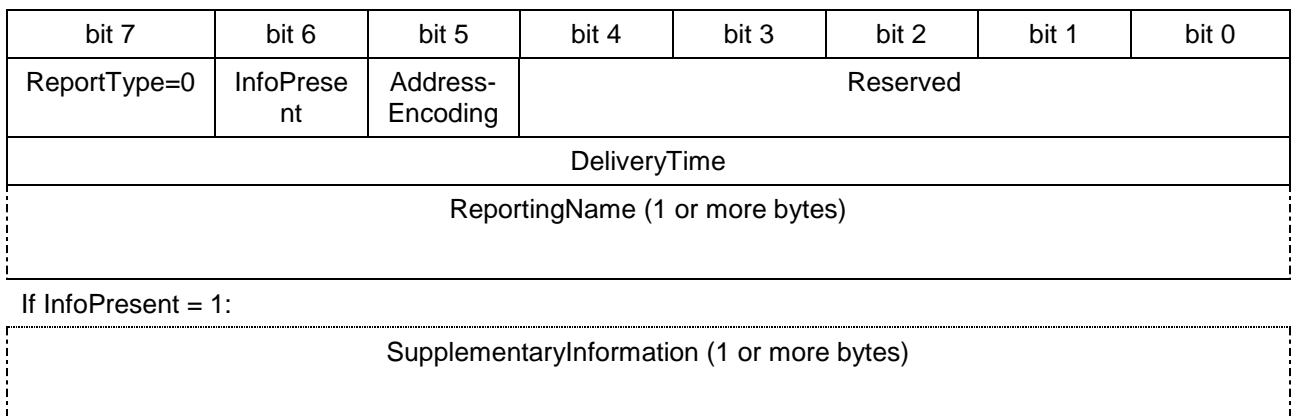 bit 7 bit 6 bit 5 bit 4 bit 3 bit 2 bit 1 bit 0
ReportType=0 InfoPrese Address- Reserved
nt Encoding
DeliveryTime
ReportingName (1 or more bytes)
If InfoPresent = 1:
SupplementaryInformation (1 or more bytes)